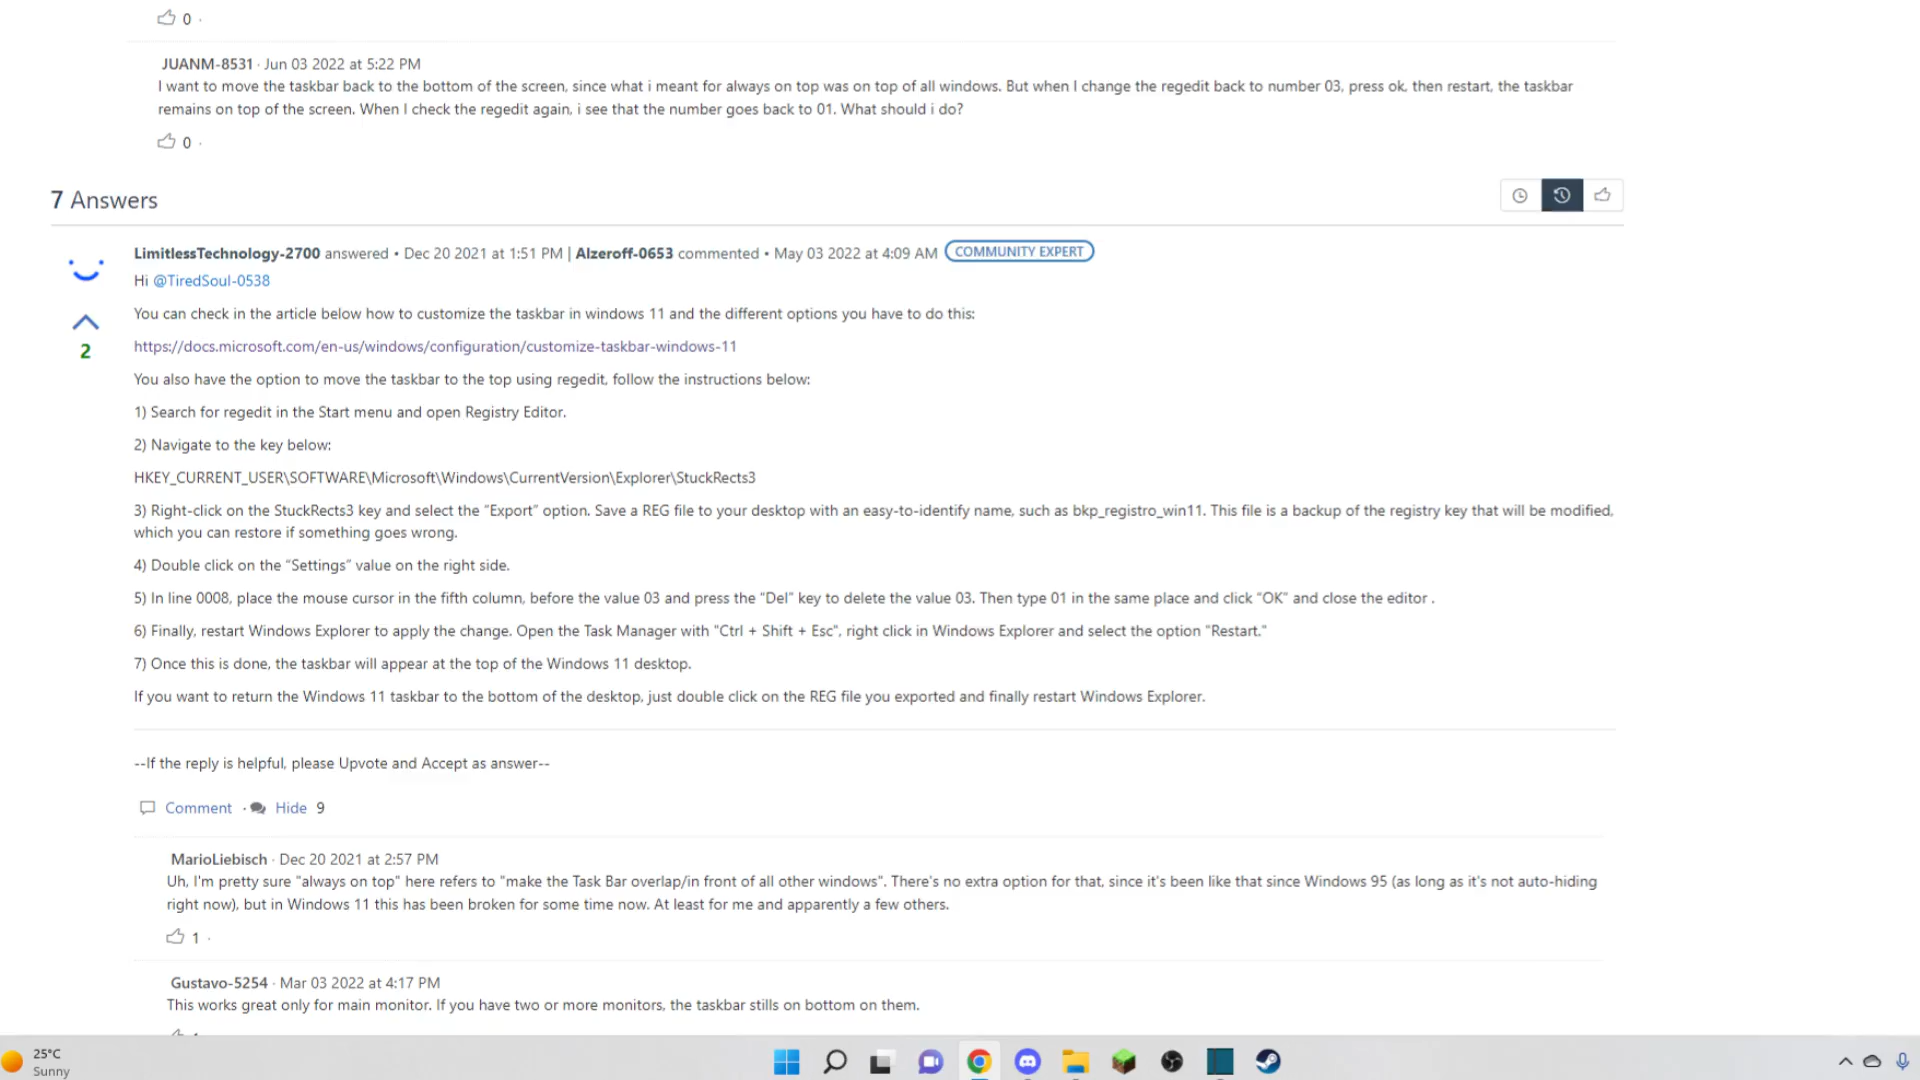 0 ·
JUANM-8531 · Jun 03 2022 at 5:22 PM
I want to move the taskbar back to the bottom of the screen, since what i meant for always on top was on top of all windows. But when I change the regedit back to number 03, press ok, then restart, the taskbar
remains on top of the screen. When I check the regedit again, i see that the number goes back to 01. What should i do?
0 ·
7 Answers
LimitlessTechnology-2700 answered • Dec 20 2021 at 1:51 PM | Alzeroff-0653 commented • May 03 2022 at 4:09 AM COMMUNITY EXPERT
Hi @TiredSoul-0538
You can check in the article below how to customize the taskbar in windows 11 and the different options you have to do this:
2
https://docs.microsoft.com/en-us/windows/configuration/customize-taskbar-windows-11
You also have the option to move the taskbar to the top using regedit, follow the instructions below:
1) Search for regedit in the Start menu and open Registry Editor.
2) Navigate to the key below:
HKEY_CURRENT_USER\SOFTWARE\Microsoft\Windows\CurrentVersion\Explorer\StuckRects3
3) Right-click on the StuckRects3 key and select the “Export” option. Save a REG file to your desktop with an easy-to-identify name, such as bkp_registro_win11. This file is a backup of the registry key that will be modified,
which you can restore if something goes wrong.
4) Double click on the “Settings” value on the right side.
5) In line 0008, place the mouse cursor in the fifth column, before the value 03 and press the “Del” key to delete the value 03. Then type 01 in the same place and click “OK” and close the editor .
6) Finally, restart Windows Explorer to apply the change. Open the Task Manager with "Ctrl + Shift + Esc", right click in Windows Explorer and select the option "Restart."
7) Once this is done, the taskbar will appear at the top of the Windows 11 desktop.
If you want to return the Windows 11 taskbar to the bottom of the desktop, just double click on the REG file you exported and finally restart Windows Explorer.
--If the reply is helpful, please Upvote and Accept as answer--
Comment · Hide 9
MarioLiebisch · Dec 20 2021 at 2:57 PM
Uh, I'm pretty sure "always on top" here refers to "make the Task Bar overlap/in front of all other windows". There's no extra option for that, since it's been like that since Windows 95 (as long as it's not auto-hiding
right now), but in Windows 11 this has been broken for some time now. At least for me and apparently a few others.
1 ·
Gustavo-5254 · Mar 03 2022 at 4:17 PM
This works great only for main monitor. If you have two or more monitors, the taskbar stills on bottom on them.
25°C
Sunny